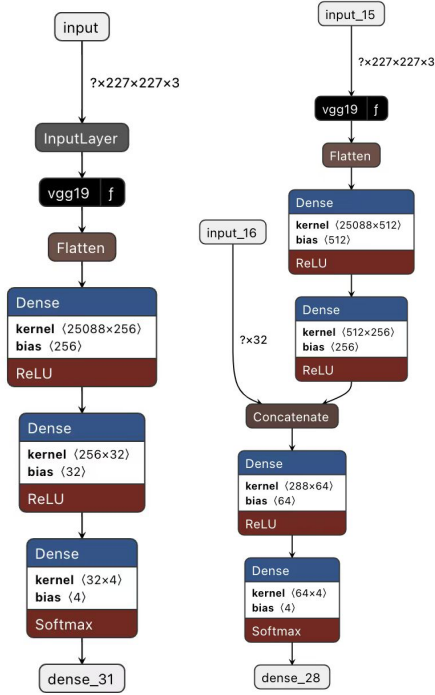 input
?×227×227×3
InputLayer
vgg19 ƒ
Flatten
Dense
kernel ⟨25088×256⟩
bias ⟨256⟩
ReLU
Dense
kernel ⟨256×32⟩
bias ⟨32⟩
ReLU
Dense
kernel ⟨32×4⟩
bias ⟨4⟩
Softmax
dense_31
input_15
?×227×227×3
vgg19 ƒ
Flatten
Dense
kernel ⟨25088×512⟩
bias ⟨512⟩
ReLU
input_16
?×32
Dense
kernel ⟨512×256⟩
bias ⟨256⟩
ReLU
Concatenate
Dense
kernel ⟨288×64⟩
bias ⟨64⟩
ReLU
Dense
kernel ⟨64×4⟩
bias ⟨4⟩
Softmax
dense_28